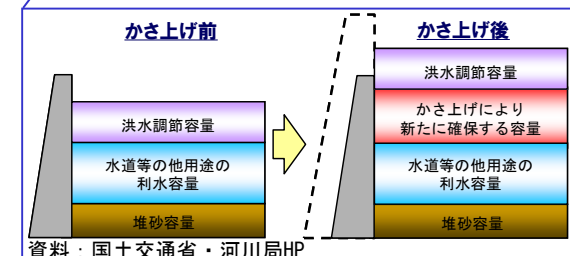 かさ上げ前
洪水調節容量
水道等の他用途の
利水容量
堆砂容量
かさ上げ後
洪水調節容量
かさ上げにより
新たに確保する容量
水道等の他用途の
利水容量
堆砂容量
資料：国土交通省・河川局HP